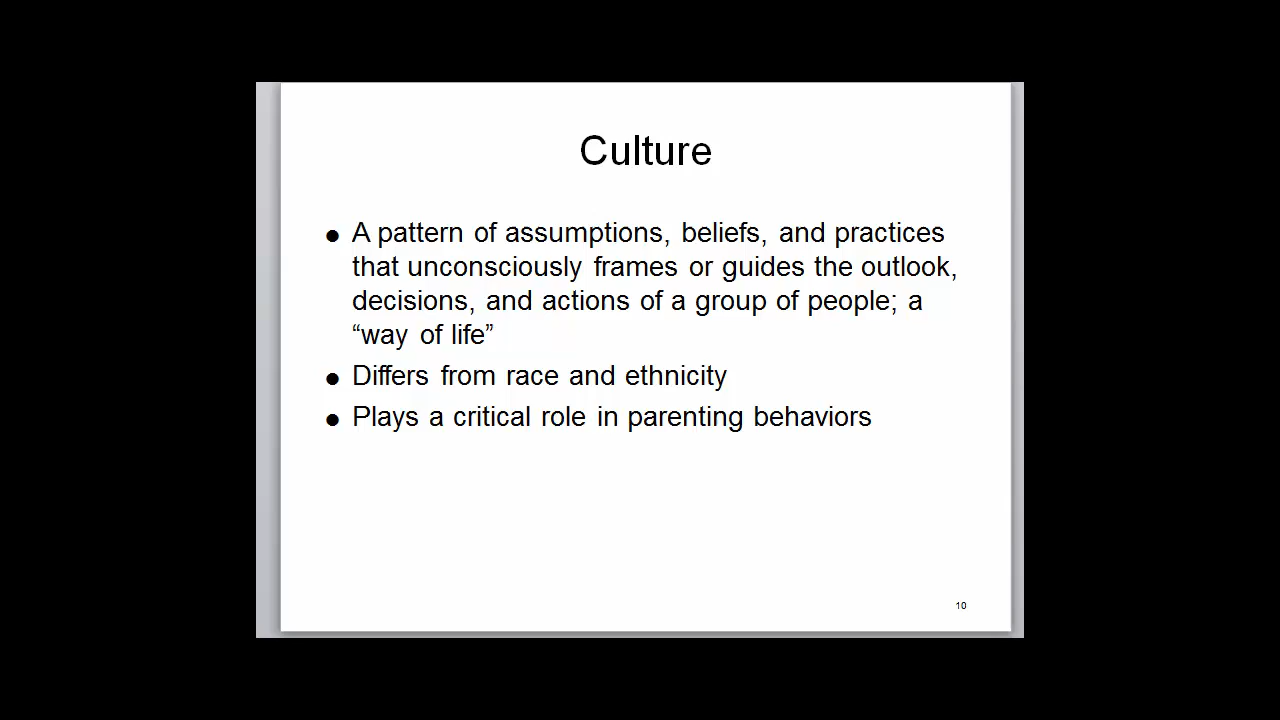 Culture
● A pattern of assumptions, beliefs, and practices
that unconsciously frames or guides the outlook,
decisions, and actions of a group of people; a
“way of life”
● Differs from race and ethnicity
● Plays a critical role in parenting behaviors
10